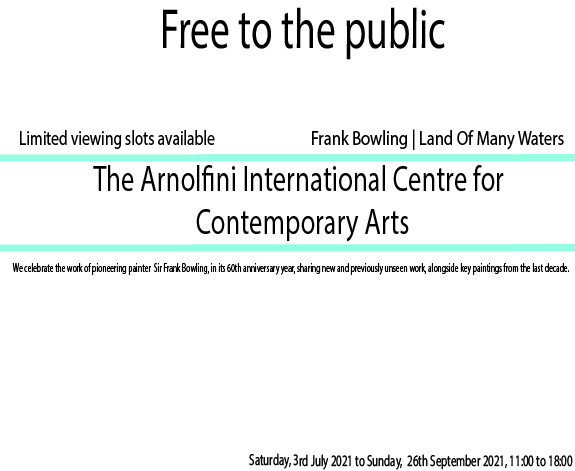 Free to the public
Limited viewing slots available
Frank Bowling | Land Of Many Waters
The Arnolfini International Centre for
Contemporary Arts
We celebrate the work of pioneering painter Sir Frank Bowling, in its 60th anniversary year, sharing new and previously unseen work, alongside key paintings from the last decade.
Saturday, 3rd July 2021 to Sunday, 26th September 2021, 11:00 to 18:00